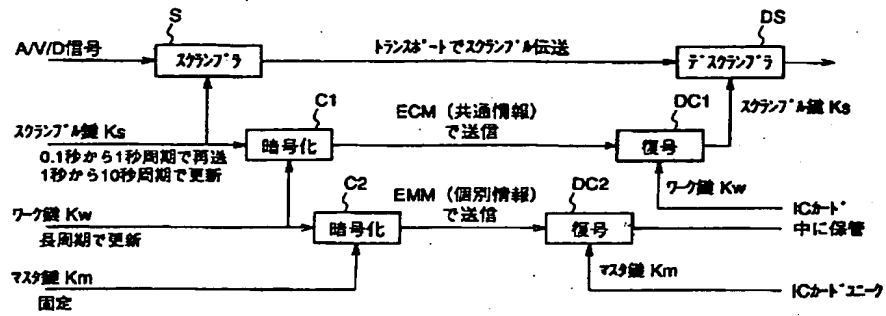 S
DS
A/V/D信号
スクランブラ
トランスポートでスクランブル伝送
デスクランブラ
C1
DC1
スクランブル鍵 Ks
ECM (共通情報)
で送信
スクランブル鍵 Ks
暗号化
復号
0.1秒から1秒周期で再送
1秒から10秒周期で更新
C2
EMM (個別情報)
で送信
DC2
ワーク鍵 Kw
ICカード
ワーク鍵 Kw
暗号化
復号
中に保管
長周期で更新
マスタ鍵 Km
マスタ鍵 Km
ICカードユニーク
固定